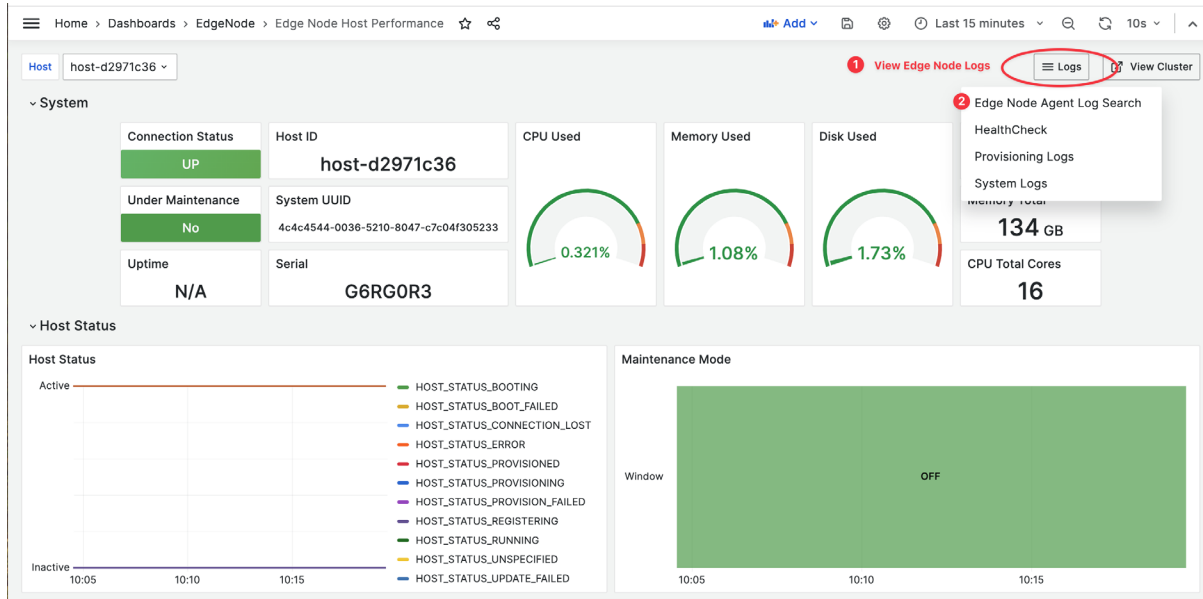 Home › Dashboards › EdgeNode › Edge Node Host Performance Add Last 15 minutes 10s
Host host-d2971c36 1 View Edge Node Logs Logs View Cluster
System
2 Edge Node Agent Log Search
HealthCheck
Provisioning Logs
System Logs
Connection Status
UP
Host ID
host-d2971c36
CPU Used
0.321%
Memory Used
1.08%
Disk Used
1.73%
Under Maintenance
No
System UUID
4c4c4544-0036-5210-8047-c7c04f305233
Memory Total
134 GB
Uptime
N/A
Serial
G6RG0R3
CPU Total Cores
16
Host Status
Host Status
Active
Inactive
10:05 10:10 10:15
HOST_STATUS_BOOTING
HOST_STATUS_BOOT_FAILED
HOST_STATUS_CONNECTION_LOST
HOST_STATUS_ERROR
HOST_STATUS_PROVISIONED
HOST_STATUS_PROVISIONING
HOST_STATUS_PROVISION_FAILED
HOST_STATUS_REGISTERING
HOST_STATUS_RUNNING
HOST_STATUS_UNSPECIFIED
HOST_STATUS_UPDATE_FAILED
Maintenance Mode
Window
OFF
10:05 10:10 10:15